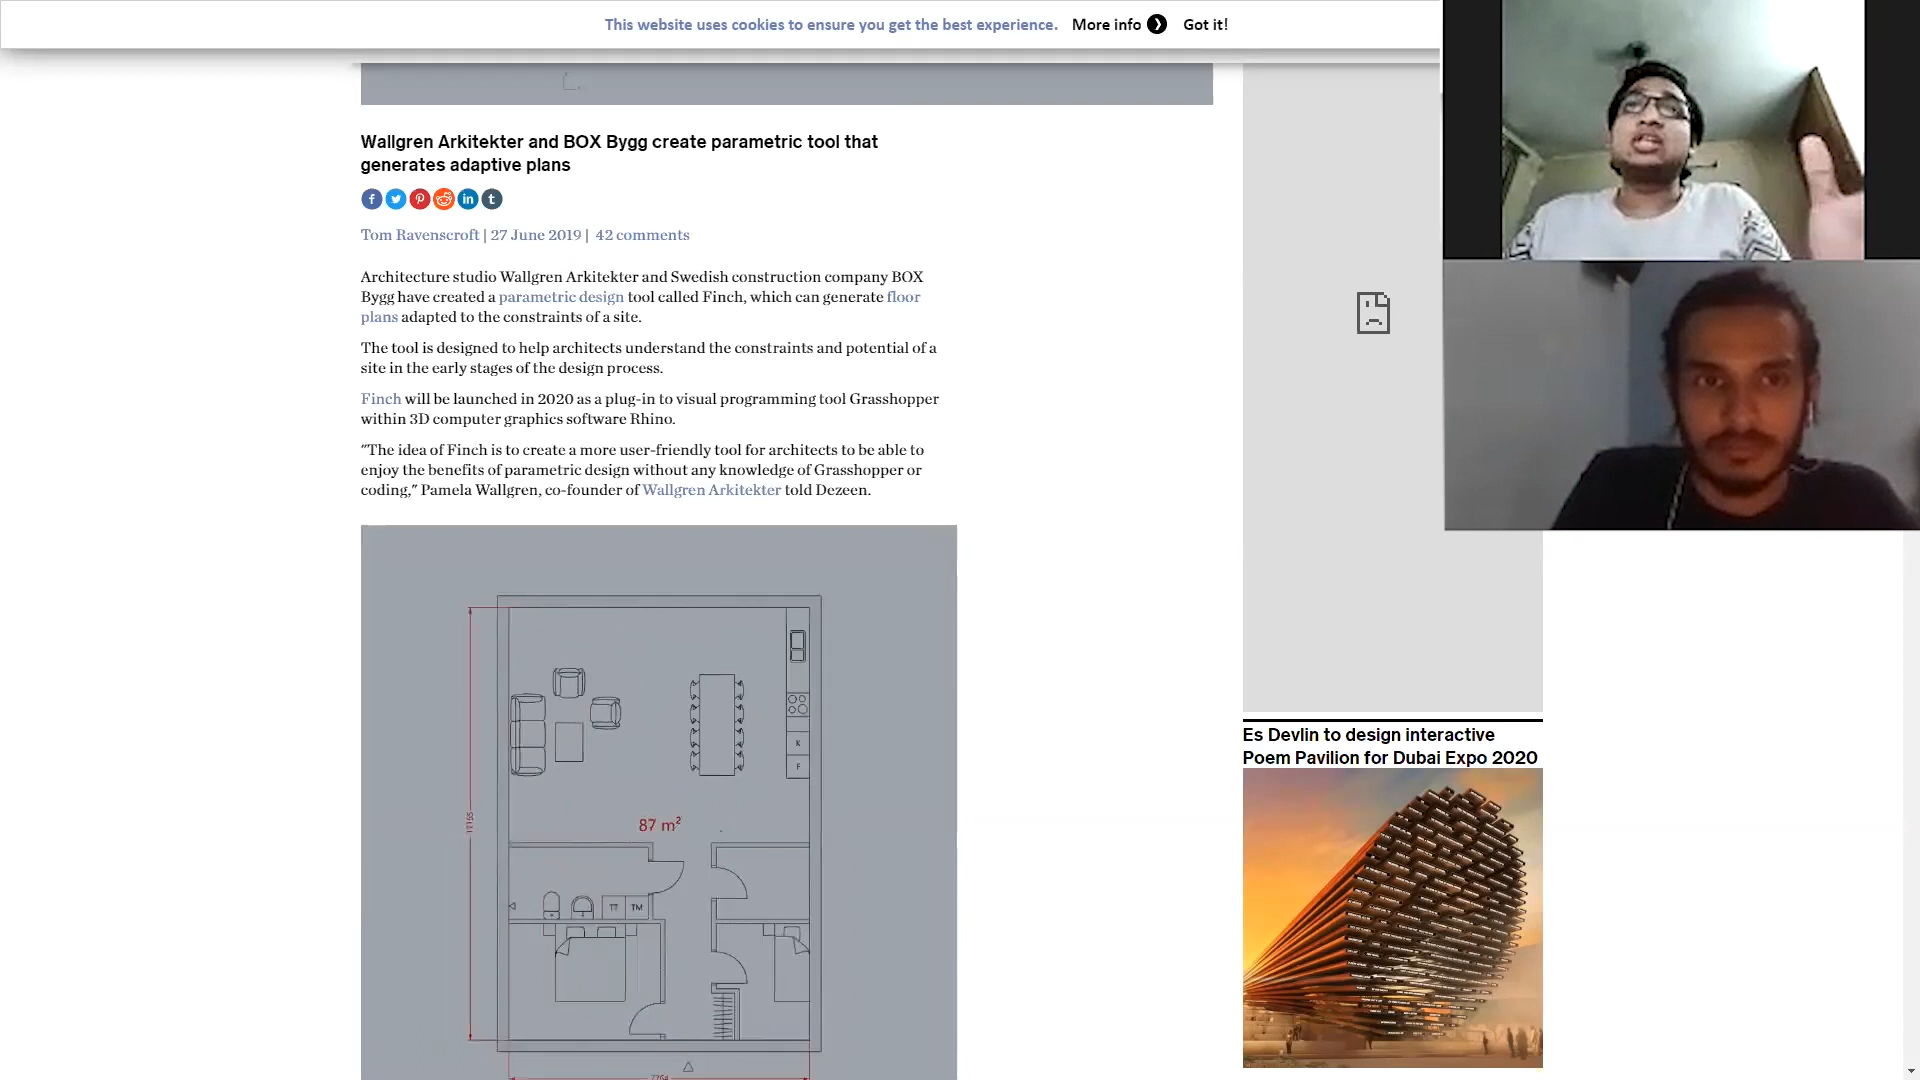 This website uses cookies to ensure you get the best experience. More info Got it!
Wallgren Arkitekter and BOX Bygg create parametric tool that
generates adaptive plans
Tom Ravenscroft | 27 June 2019 | 42 comments
Architecture studio Wallgren Arkitekter and Swedish construction company BOX
Bygg have created a parametric design tool called Finch, which can generate floor
plans adapted to the constraints of a site.
The tool is designed to help architects understand the constraints and potential of a
site in the early stages of the design process.
Finch will be launched in 2020 as a plug-in to visual programming tool Grasshopper
within 3D computer graphics software Rhino.
"The idea of Finch is to create a more user-friendly tool for architects to be able to
enjoy the benefits of parametric design without any knowledge of Grasshopper or
coding," Pamela Wallgren, co-founder of Wallgren Arkitekter told Dezeen.
K
F
87 m²
TT TM
Es Devlin to design interactive
Poem Pavilion for Dubai Expo 2020